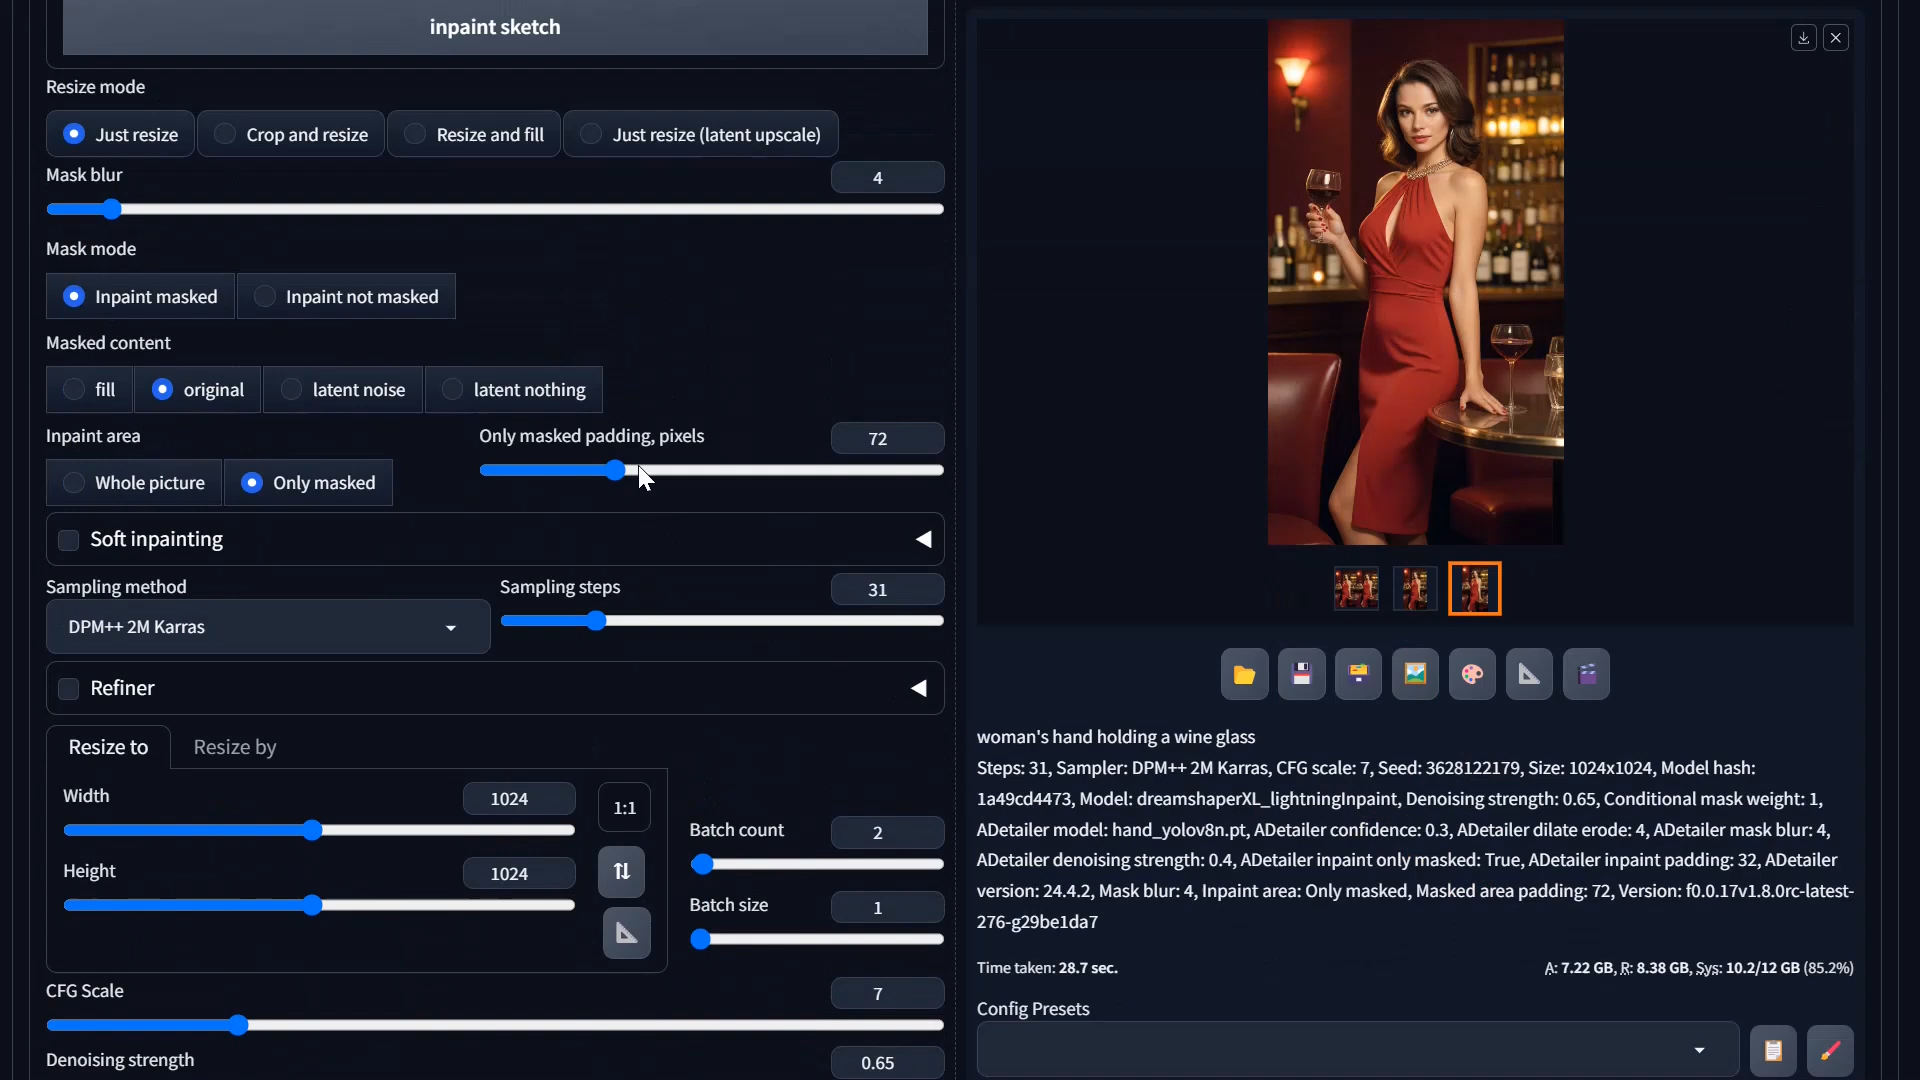 inpaint sketch
Resize mode
Just resize
Crop and resize
Resize and fill
Just resize (latent upscale)
Mask blur
4
Mask mode
Inpaint masked
Inpaint not masked
Masked content
fill
original
latent noise
latent nothing
Inpaint area
Whole picture
Only masked
Only masked padding, pixels
72
Soft inpainting
Sampling method
DPM++ 2M Karras
Sampling steps
31
Refiner
Resize to
Resize by
Width
1024
1:1
Height
1024
Batch count
2
Batch size
1
CFG Scale
7
Denoising strength
0.65
woman's hand holding a wine glass
Steps: 31, Sampler: DPM++ 2M Karras, CFG scale: 7, Seed: 3628122179, Size: 1024x1024, Model hash:
1a49cd4473, Model: dreamshaperXL_lightningInpaint, Denoising strength: 0.65, Conditional mask weight: 1,
ADetailer model: hand_yolov8n.pt, ADetailer confidence: 0.3, ADetailer dilate erode: 4, ADetailer mask blur: 4,
ADetailer denoising strength: 0.4, ADetailer inpaint only masked: True, ADetailer inpaint padding: 32, ADetailer
version: 24.4.2, Mask blur: 4, Inpaint area: Only masked, Masked area padding: 72, Version: f0.0.17v1.8.0rc-latest-
276-g29be1da7
Time taken: 28.7 sec.
A: 7.22 GB, R: 8.38 GB, Sys: 10.2/12 GB (85.2%)
Config Presets